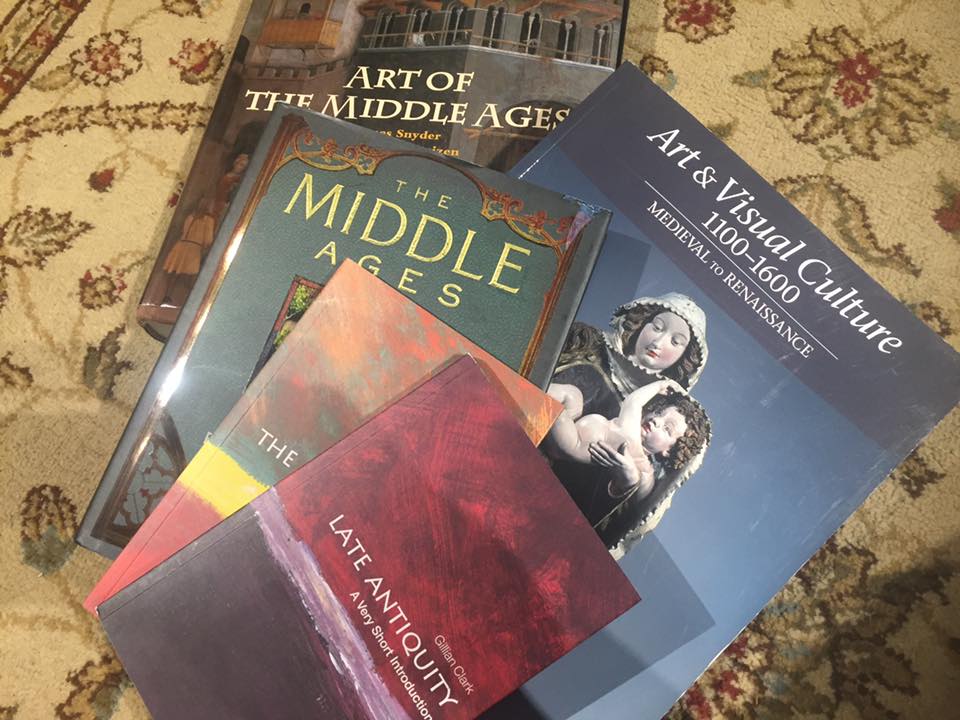 ART OF
THE MIDDLE AGES
Snyder
THE
MIDDLE
AGES
Art & Visual Culture
1100–1600
MEDIEVAL TO RENAISSANCE
THE
LATE ANTIQUITY
Gillian Clark
A Very Short Introduction